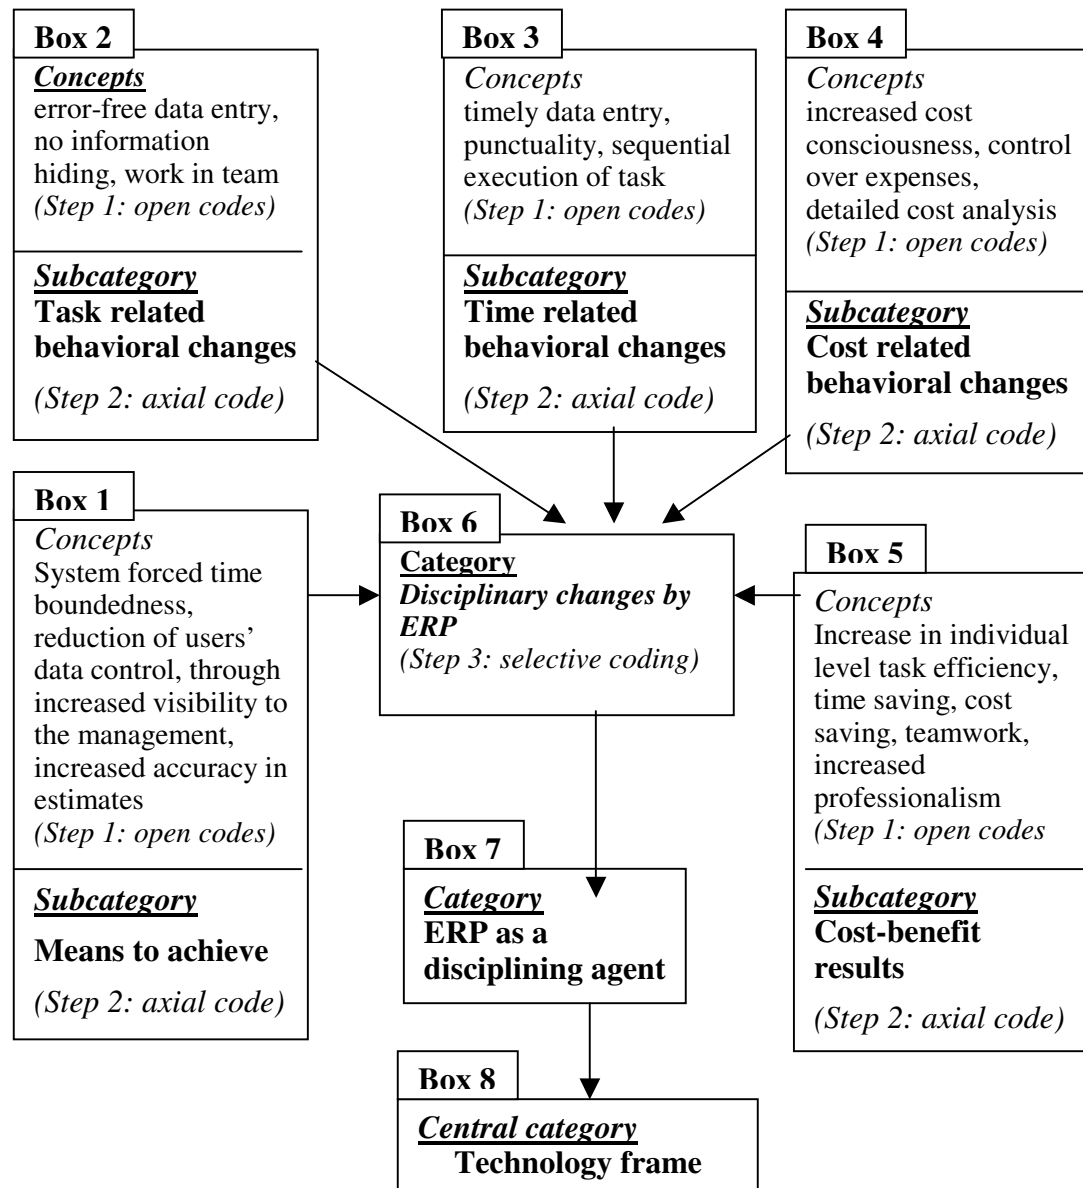 Box 2
Concepts
error-free data entry,
no information
hiding, work in team
(Step 1: open codes)
Subcategory
Task related
behavioral changes
(Step 2: axial code)
Box 3
Concepts
timely data entry,
punctuality, sequential
execution of task
(Step 1: open codes)
Subcategory
Time related
behavioral changes
(Step 2: axial code)
Box 4
Concepts
increased cost
consciousness, control
over expenses,
detailed cost analysis
(Step 1: open codes)
Subcategory
Cost related
behavioral changes
(Step 2: axial code)
Box 1
Concepts
System forced time
boundedness,
reduction of users’
data control, through
increased visibility to
the management,
increased accuracy in
estimates
(Step 1: open codes)
Subcategory
Means to achieve
(Step 2: axial code)
Box 6
Category
Disciplinary changes by
ERP
(Step 3: selective coding)
Box 5
Concepts
Increase in individual
level task efficiency,
time saving, cost
saving, teamwork,
increased
professionalism
(Step 1: open codes
Subcategory
Cost-benefit
results
(Step 2: axial code)
Box 7
Category
ERP as a
disciplining agent
Box 8
Central category
Technology frame